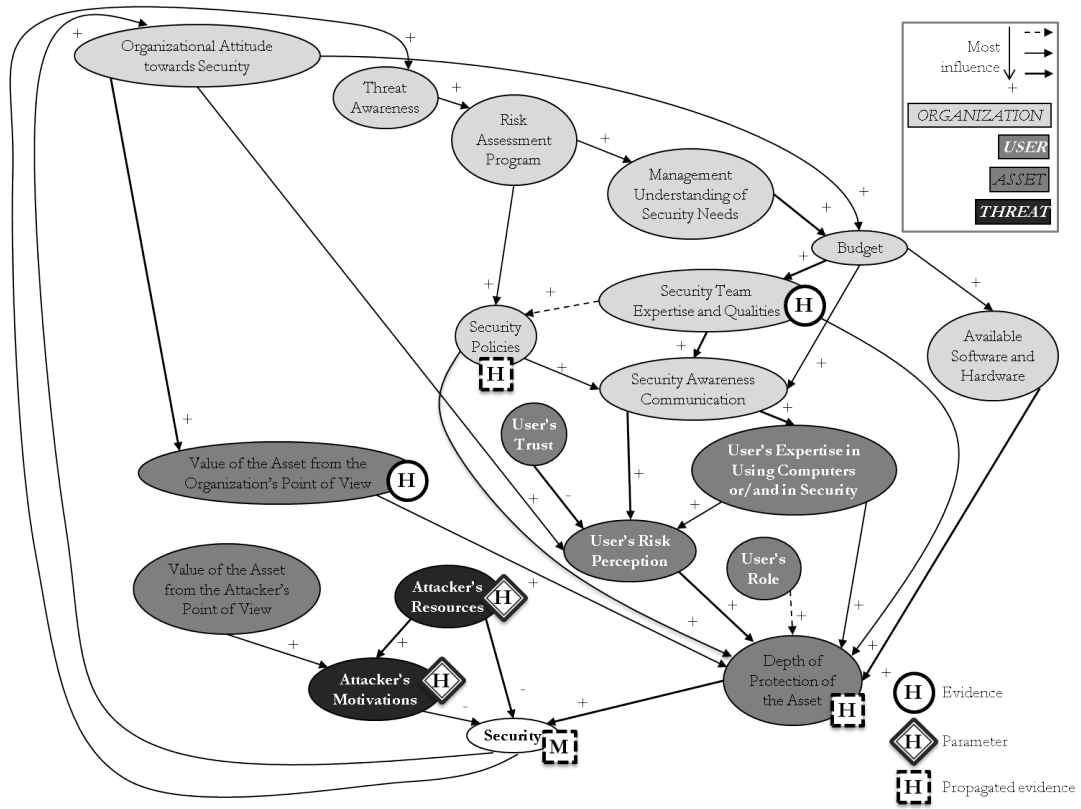 Organizational Attitude
towards Security
Threat
Awareness
Risk
Assessment
Program
Management
Understanding of
Security Needs
Budget
Most
influence
+
ORGANIZATION
USER
ASSET
THREAT
+
+
+
+
+
+
+
+
+
+
+
Security Team
Expertise and Qualities
H
Security
Policies
H
Available
Software and
Hardware
Security Awareness
Communication
+
+
+
+
+
User's
Trust
User's Expertise in
Using Computers
or/and in Security
Value of the Asset from the
Organization's Point of View
H
+
-
+
+
User's Risk
Perception
User's
Role
Value of the Asset
from the Attacker's
Point of View
Attacker's
Resources
H
+
+
+
+
+
+
+
+
+
Attacker's
Motivations
H
Depth of
Protection of
the Asset
H
-
-
+
Security
M
H
Evidence
H
Parameter
H
Propagated evidence